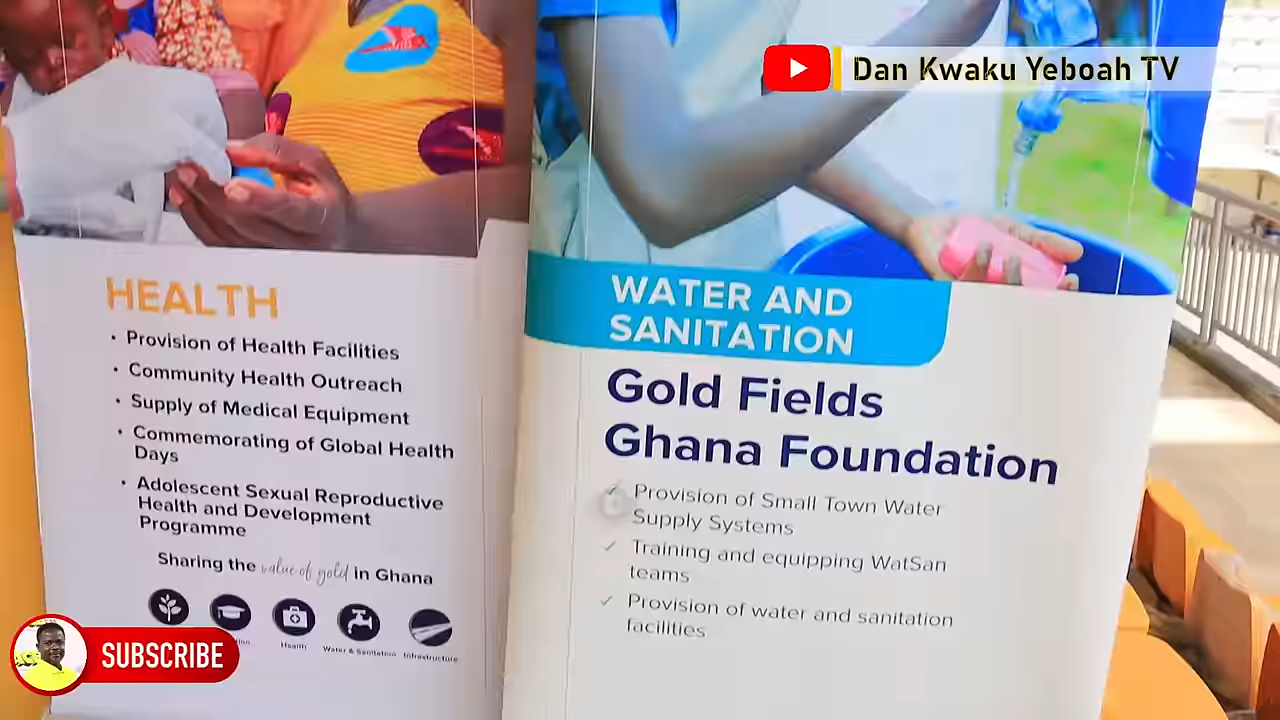 Dan Kwaku Yeboah TV
HEALTH
• Provision of Health Facilities
• Community Health Outreach
• Supply of Medical Equipment
• Commemorating of Global Health
Days
• Adolescent Sexual Reproductive
Health and Development
Programme
Sharing the value of gold in Ghana
Health
Water & Sanitation
Infrastructure
SUBSCRIBE
WATER AND
SANITATION
Gold Fields
Ghana Foundation
✓ Provision of Small Town Water
Supply Systems
✓ Training and equipping WatSan
teams
✓ Provision of water and sanitation
facilities